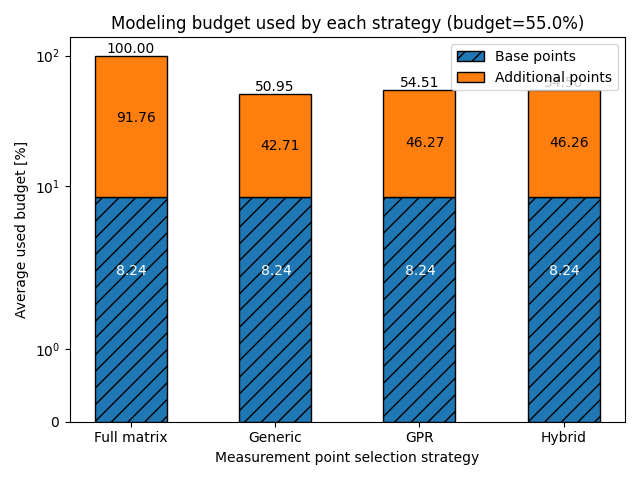 Modeling budget used by each strategy (budget=55.0%)
Average used budget [%]
10²
10¹
10⁰
0
Base points
Additional points
100.00
50.95
54.51
91.76
42.71
46.27
46.26
8.24
8.24
8.24
8.24
Full matrix
Generic
GPR
Hybrid
Measurement point selection strategy